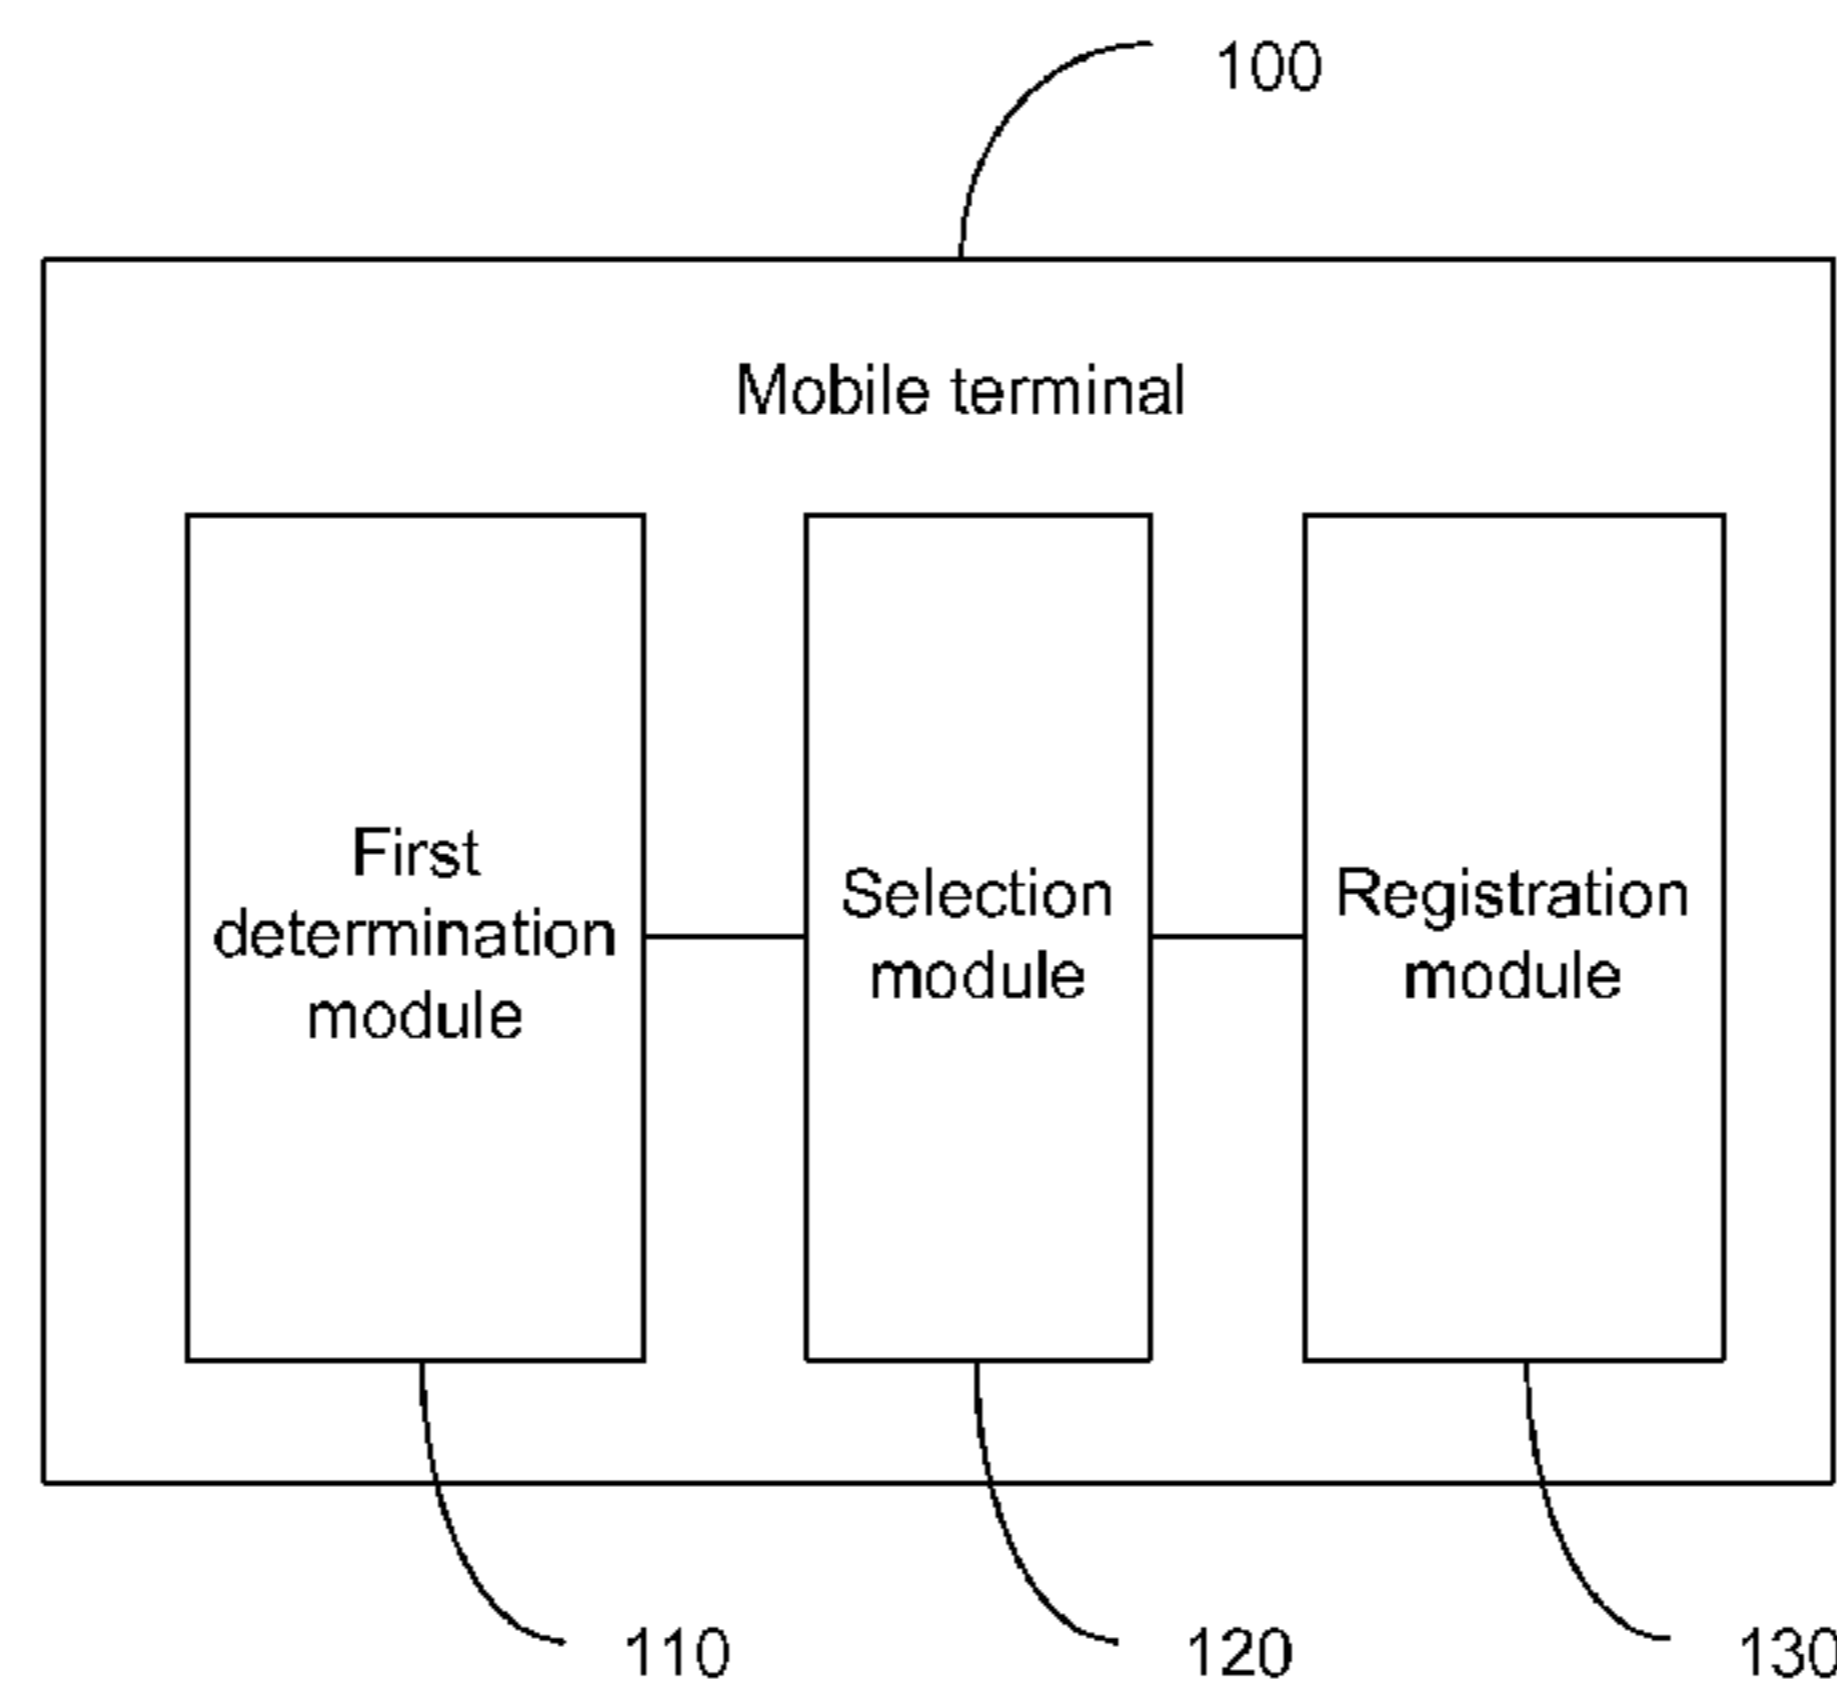 100
Mobile terminal
First
determination
module
Selection
module
Registration
module
110
120
130